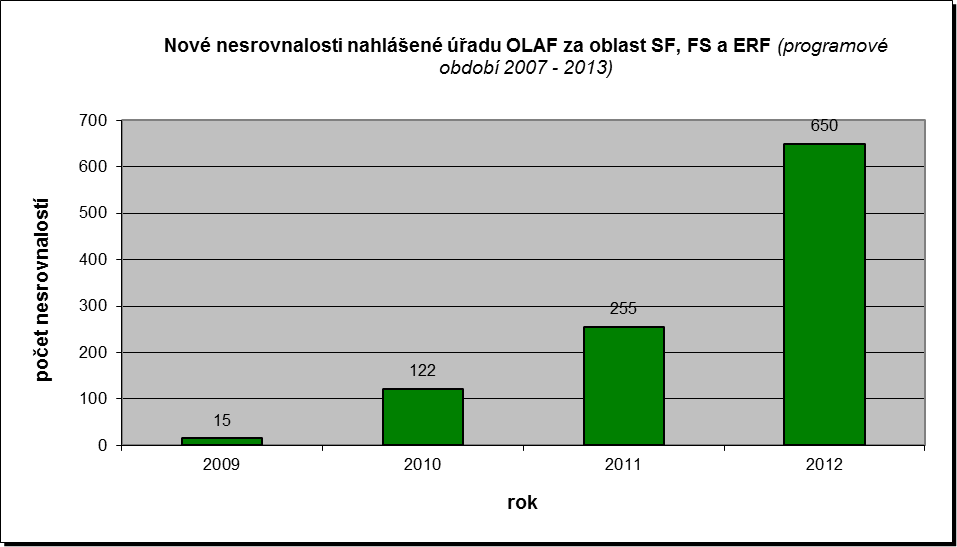 Nové nesrovnalosti nahlášené úřadu OLAF za oblast SF, FS a ERF (programové
období 2007 - 2013)
počet nesrovnalostí
700
600
500
400
300
200
100
0
15
122
255
650
2009 2010 2011 2012
rok